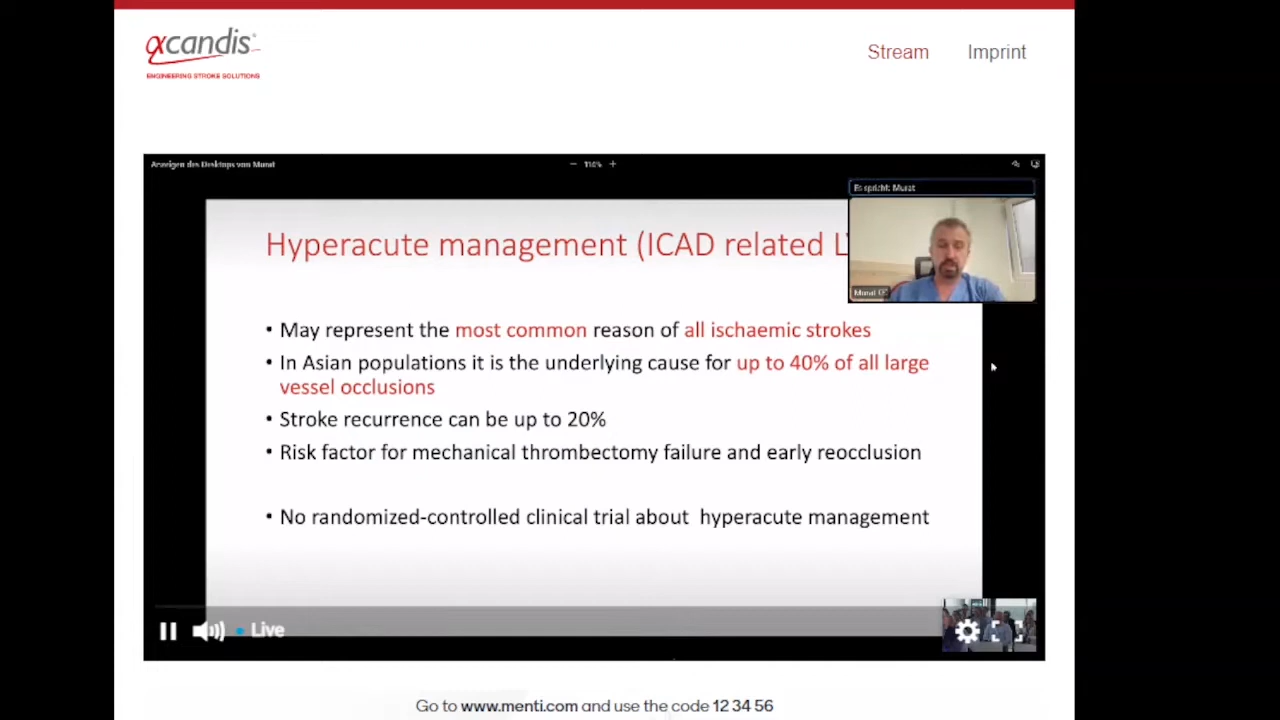 acandis
ENGINEERING STROKE SOLUTIONS
Stream
Imprint
Anzeigen des Desktops von Murat
114%
Es spricht: Murat
Murat
Hyperacute management (ICAD related
• May represent the most common reason of all ischaemic strokes
• In Asian populations it is the underlying cause for up to 40% of all large
vessel occlusions
• Stroke recurrence can be up to 20%
• Risk factor for mechanical thrombectomy failure and early reocclusion
• No randomized-controlled clinical trial about hyperacute management
Live
Go to www.menti.com and use the code 12 34 56